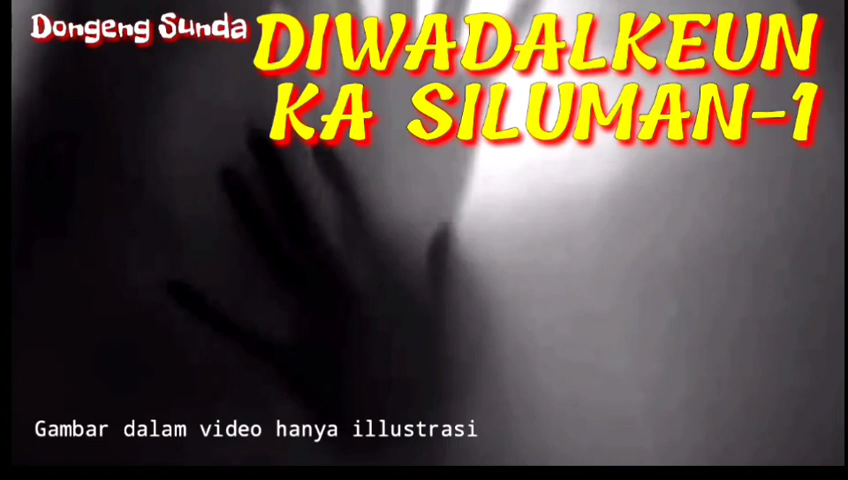 Dongeng Sunda
DIWADALKEUN
KA SILUMAN-1
Gambar dalam video hanya illustrasi